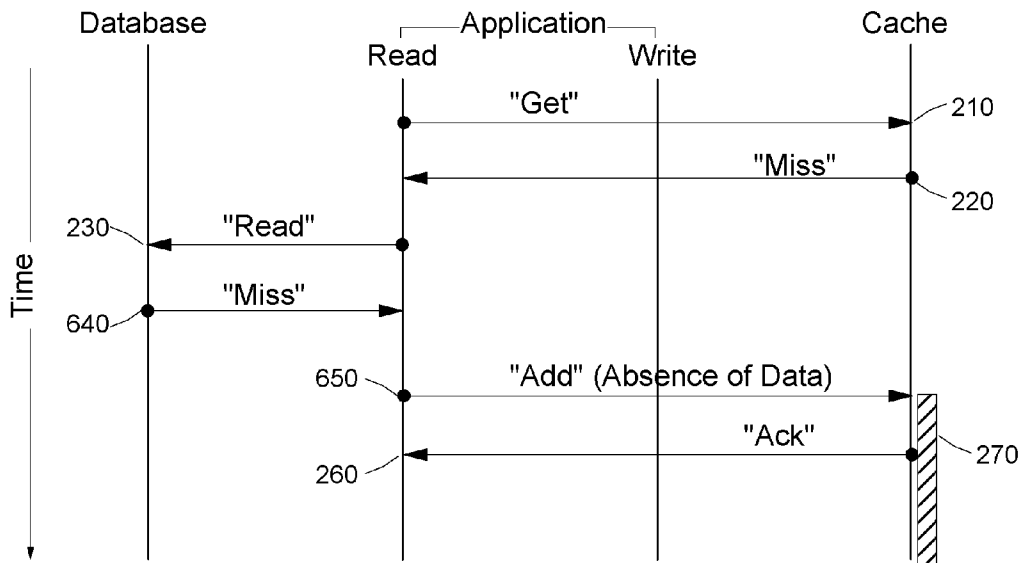 Database Application Cache
Read Write
"Get" 210
"Miss"
220
230 "Read"
"Miss"
640
Time
650 "Add" (Absence of Data)
"Ack"
260 270